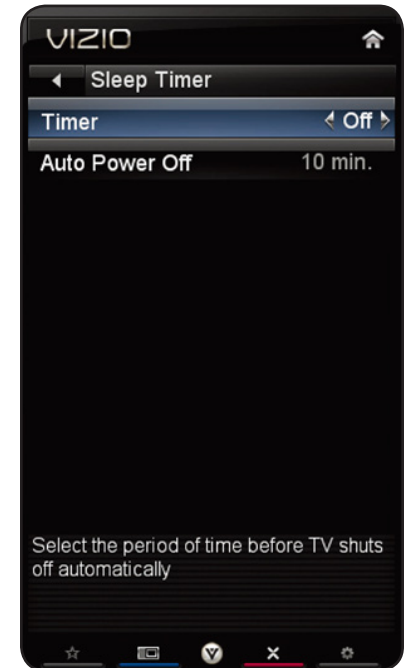 VIZIO
Sleep Timer
Timer Off
Auto Power Off 10 min.
Select the period of time before TV shuts
off automatically
V